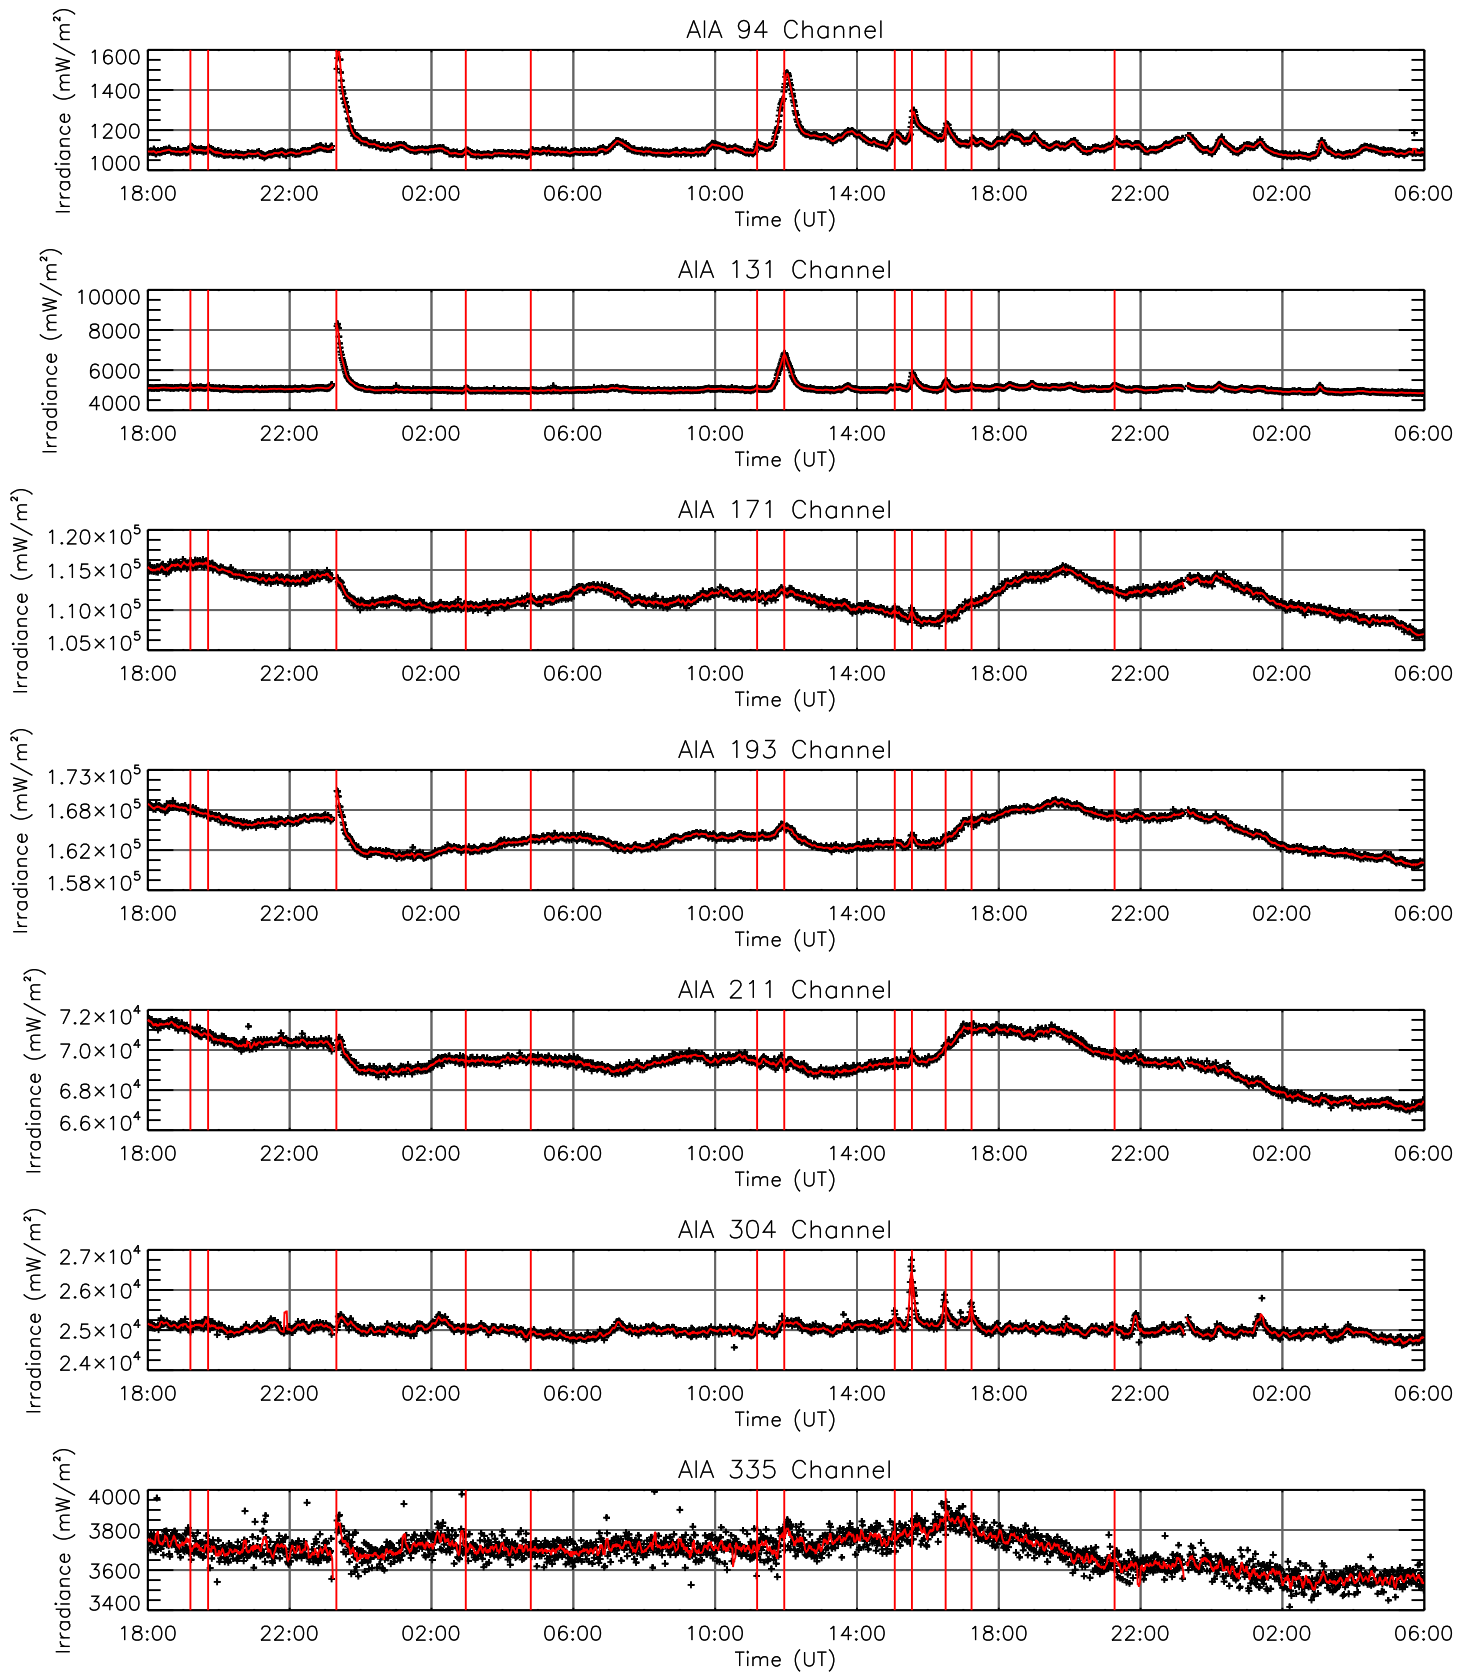 AIA 94 Channel
Irradiance (mW/m²)
1600
1400
1200
1000
18:00 22:00 02:00 06:00 10:00 14:00 18:00 22:00 02:00 06:00
Time (UT)
AIA 131 Channel
Irradiance (mW/m²)
10000
8000
6000
4000
18:00 22:00 02:00 06:00 10:00 14:00 18:00 22:00 02:00 06:00
Time (UT)
AIA 171 Channel
Irradiance (mW/m²)
1.20×10⁵
1.15×10⁵
1.10×10⁵
1.05×10⁵
18:00 22:00 02:00 06:00 10:00 14:00 18:00 22:00 02:00 06:00
Time (UT)
AIA 193 Channel
Irradiance (mW/m²)
1.73×10⁵
1.68×10⁵
1.62×10⁵
1.58×10⁵
18:00 22:00 02:00 06:00 10:00 14:00 18:00 22:00 02:00 06:00
Time (UT)
AIA 211 Channel
Irradiance (mW/m²)
7.2×10⁴
7.0×10⁴
6.8×10⁴
6.6×10⁴
18:00 22:00 02:00 06:00 10:00 14:00 18:00 22:00 02:00 06:00
Time (UT)
AIA 304 Channel
Irradiance (mW/m²)
2.7×10⁴
2.6×10⁴
2.5×10⁴
2.4×10⁴
18:00 22:00 02:00 06:00 10:00 14:00 18:00 22:00 02:00 06:00
Time (UT)
AIA 335 Channel
Irradiance (mW/m²)
4000
3800
3600
3400
18:00 22:00 02:00 06:00 10:00 14:00 18:00 22:00 02:00 06:00
Time (UT)